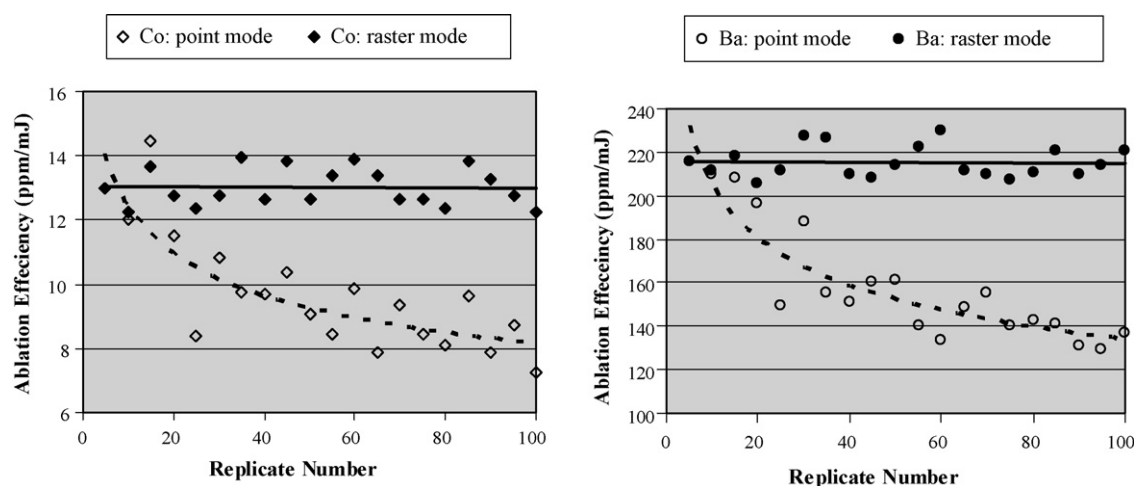 Co: point mode Co: raster mode
Ablation Effeciency (ppm/mJ)
16
14
12
10
8
6
0 20 40 60 80 100
Replicate Number
Ba: point mode Ba: raster mode
Ablation Effeceincy (ppm/mJ)
240
220
200
180
160
140
120
100
0 20 40 60 80 100
Replicate Number